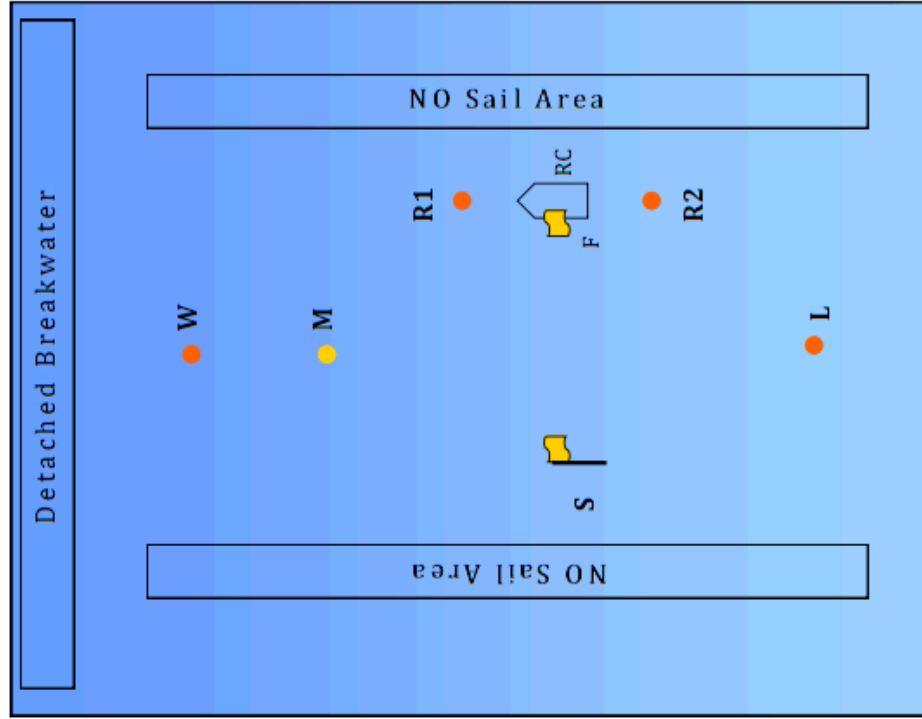 Detached Breakwater
NO Sail Area
R1
RC
F
R2
W
M
L
S
NO Sail Area